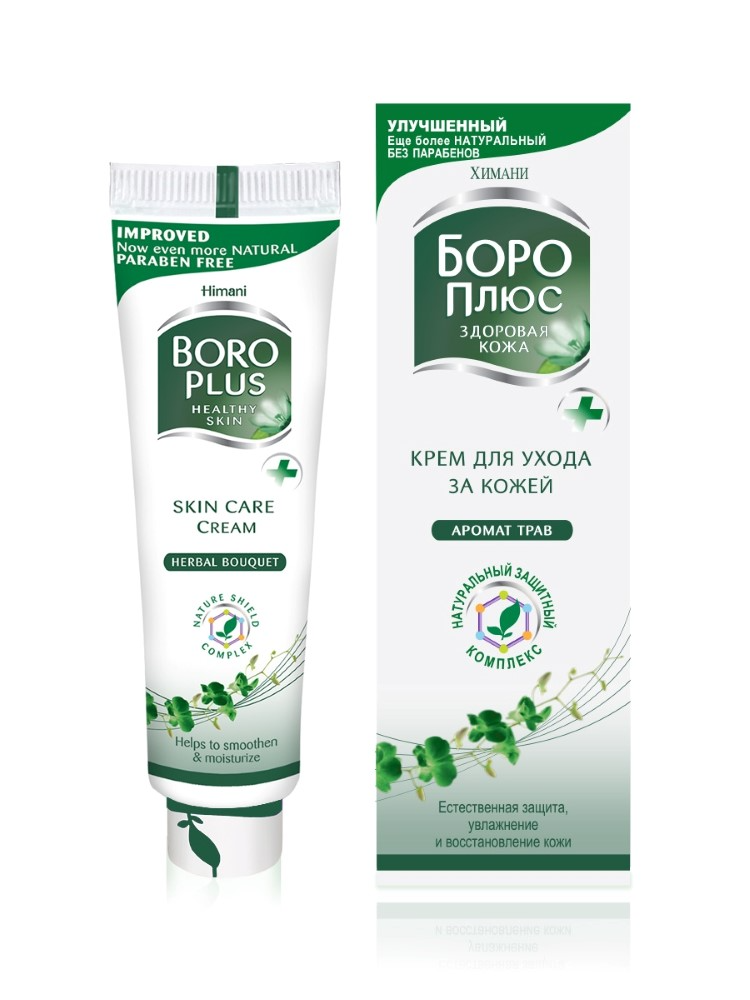 IMPROVED
Now even more NATURAL
PARABEN FREE
Himani
BORO
PLUS
HEALTHY
SKIN
SKIN CARE
CREAM
HERBAL BOUQUET
NATURE SHIELD
COMPLEX
Helps to smoothen
& moisturize
УЛУЧШЕННЫЙ
Еще более НАТУРАЛЬНЫЙ
БЕЗ ПАРАБЕНОВ
ХИМАНИ
БОРО
ПЛЮС
ЗДОРОВАЯ
КОЖА
КРЕМ ДЛЯ УХОДА
ЗА КОЖЕЙ
АРОМАТ ТРАВ
НАТУРАЛЬНЫЙ ЗАЩИТНЫЙ
КОМПЛЕКС
Естественная защита,
увлажнение
и восстановление кожи